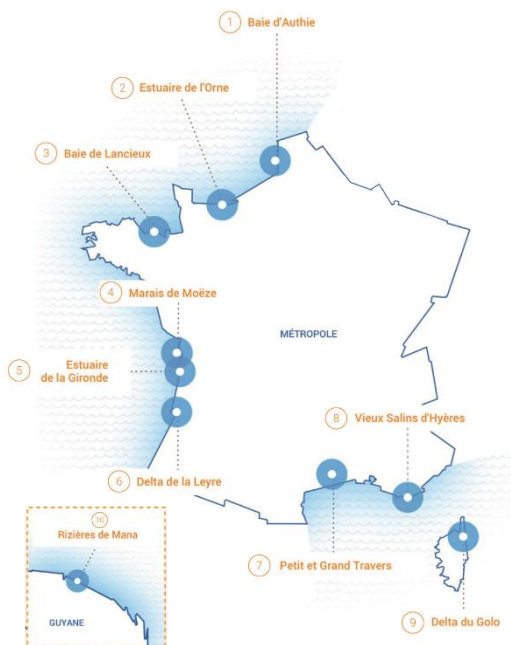 1 Baie d'Authie
2 Estuaire de l'Orne
3 Baie de Lancieux
4 Marais de Moëze
MÉTROPOLE
5 Estuaire
de la Gironde
8 Vieux Salins d'Hyères
6 Delta de la Leyre
10
Rizières de Mana
7 Petit et Grand Travers
GUYANE
9 Delta du Golo